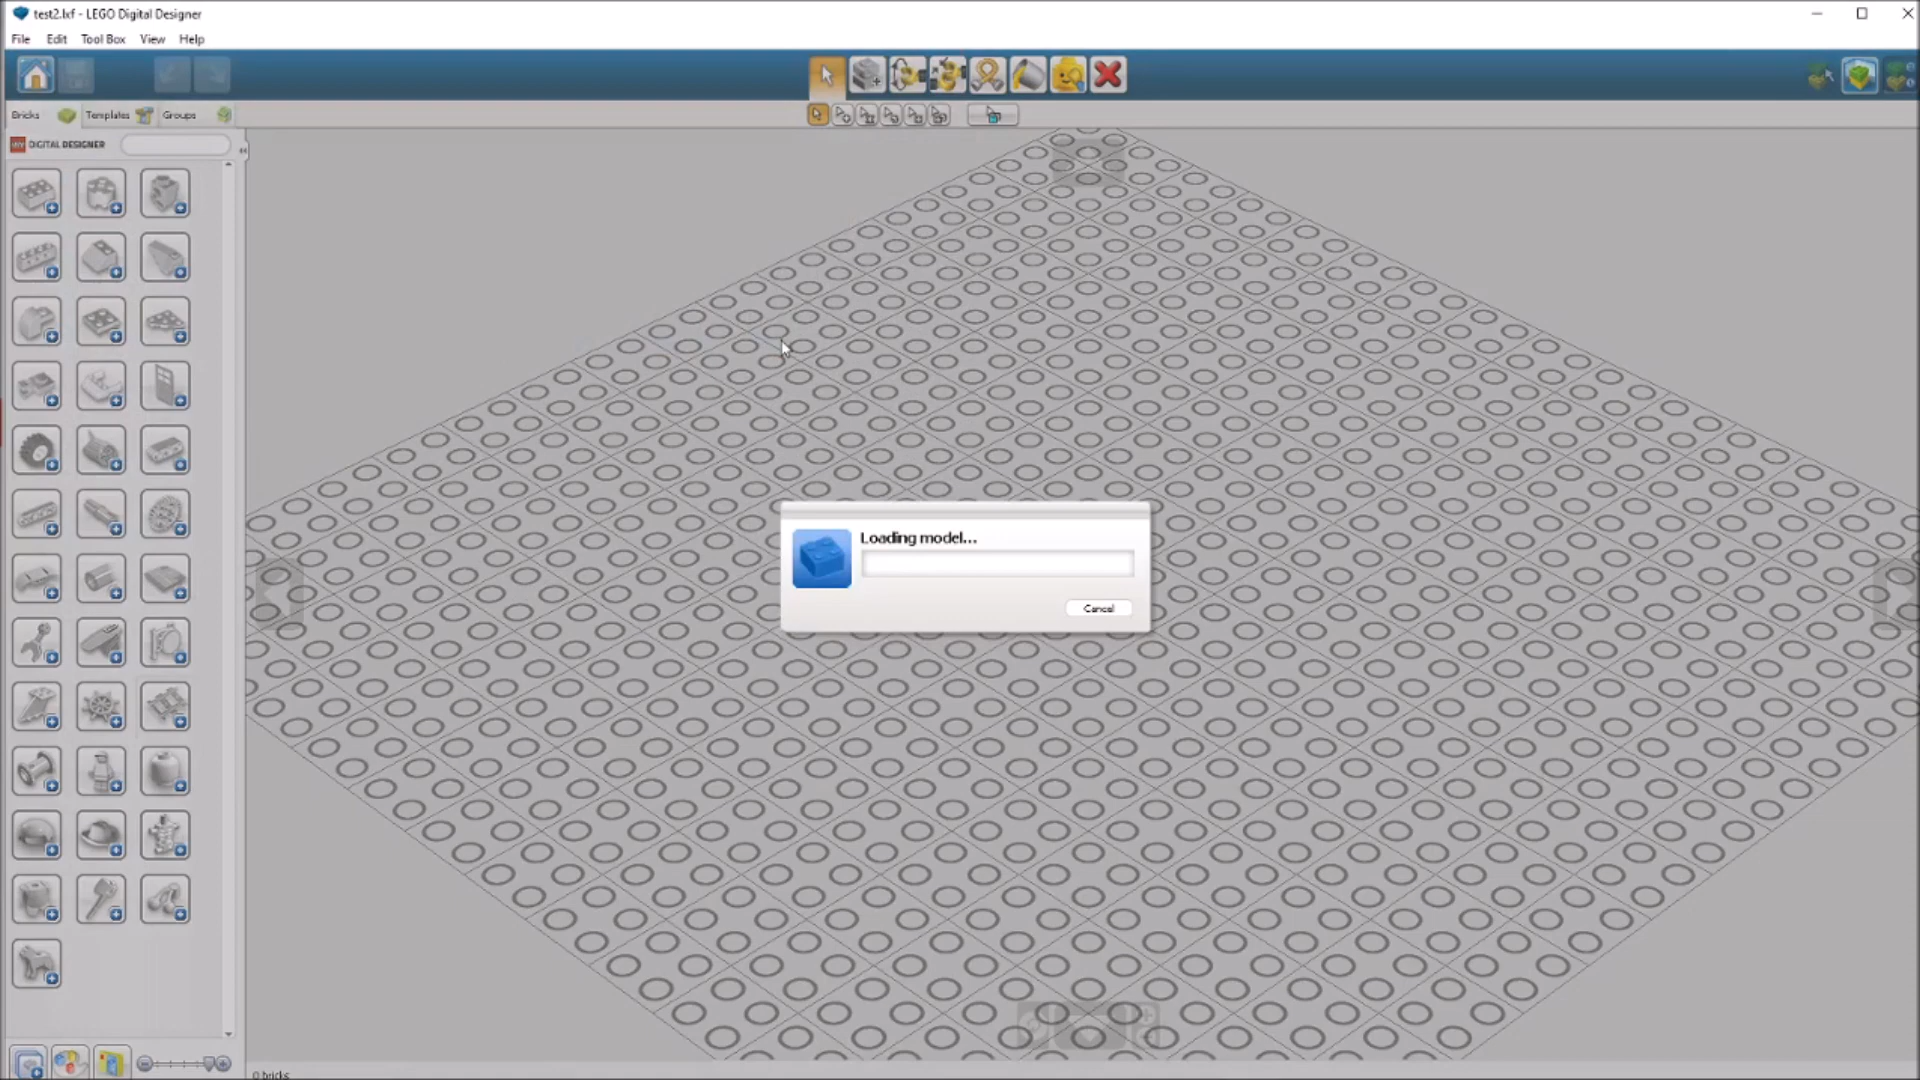 test2.lxf - LEGO Digital Designer
File Edit Tool Box View Help
Bricks Templates Groups
DIGITAL DESIGNER
Loading model...
Cancel
0 bricks